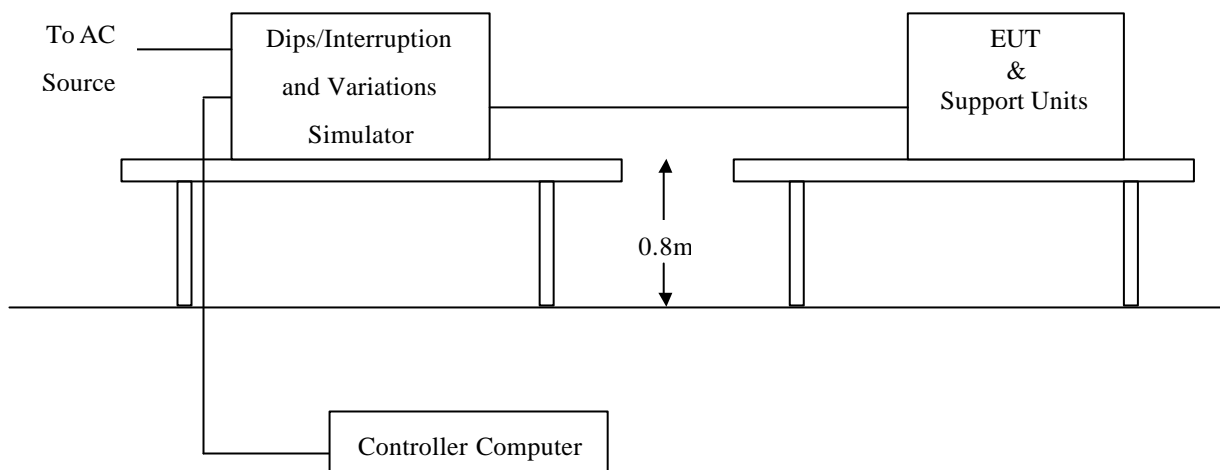 To AC
Source
Dips/Interruption
and Variations
Simulator
EUT
&
Support Units
0.8m
Controller Computer